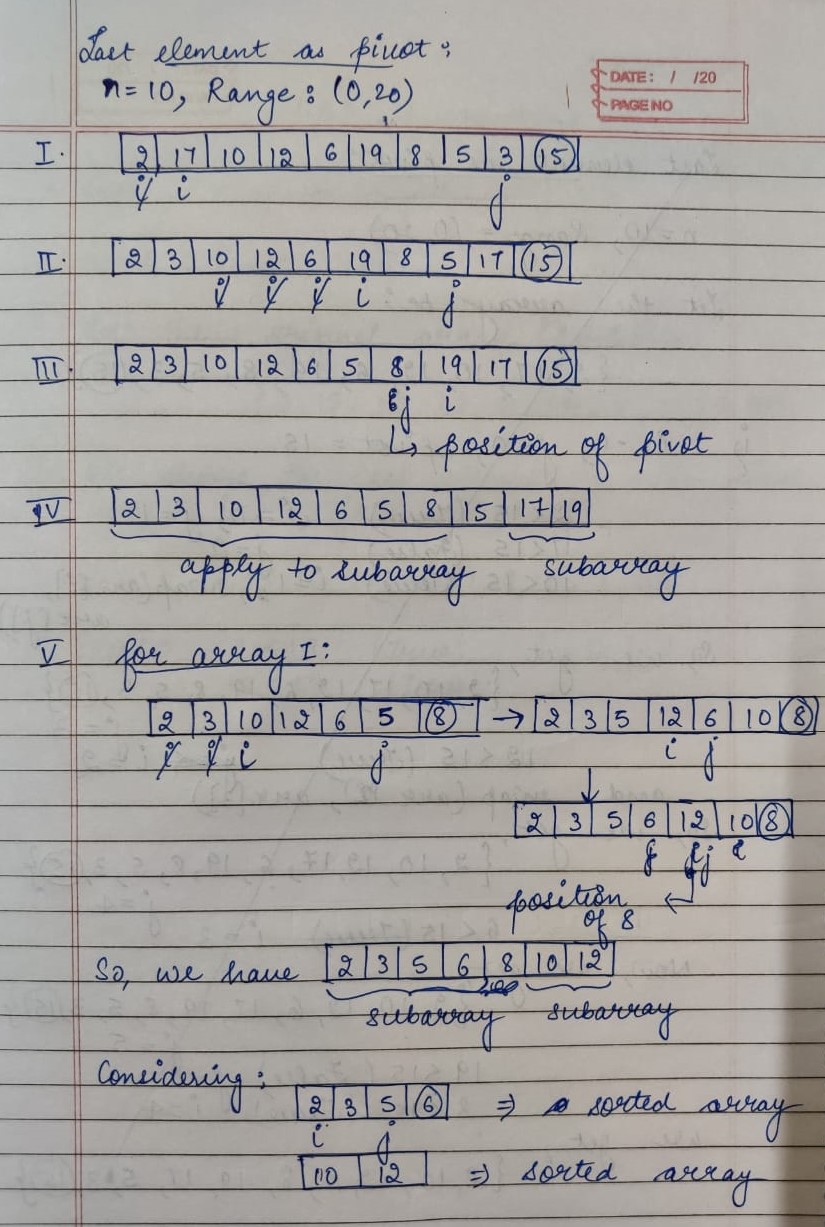 Last element as pivot:
n=10, Range: (0,20)
DATE: / /20
PAGE NO
I. 2 17 10 12 6 19 8 5 3 15
i i j
II. 2 3 10 12 6 19 8 5 17 15
i i i i j
III. 2 3 10 12 6 5 8 19 17 15
j i
↳ position of pivot
IV 2 3 10 12 6 5 8 15 17 19
apply to subarray subarray
V for array I:
2 3 10 12 6 5 8 → 2 3 5 12 6 10 8
i i i j i j
↓
2 3 5 6 12 10 8
j
position
of 8
So, we have 2 3 5 6 8 10 12
subarray subarray
Considering:
2 3 5 6 ⇒ sorted array
i j
10 12 ⇒ sorted array